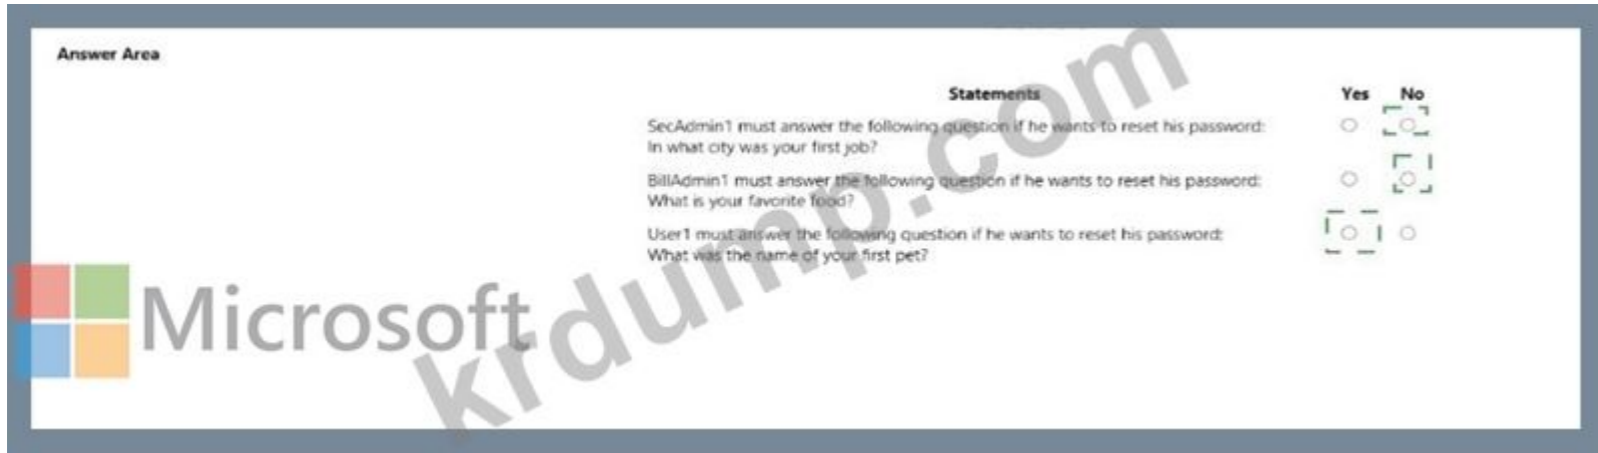 Answer Area
Statements Yes No
SecAdmin1 must answer the following question if he wants to reset his password:
In what city was your first job?
BillAdmin1 must answer the following question if he wants to reset his password:
What is your favorite food?
User1 must answer the following question if he wants to reset his password:
What was the name of your first pet?
Microsoft
krdump.com